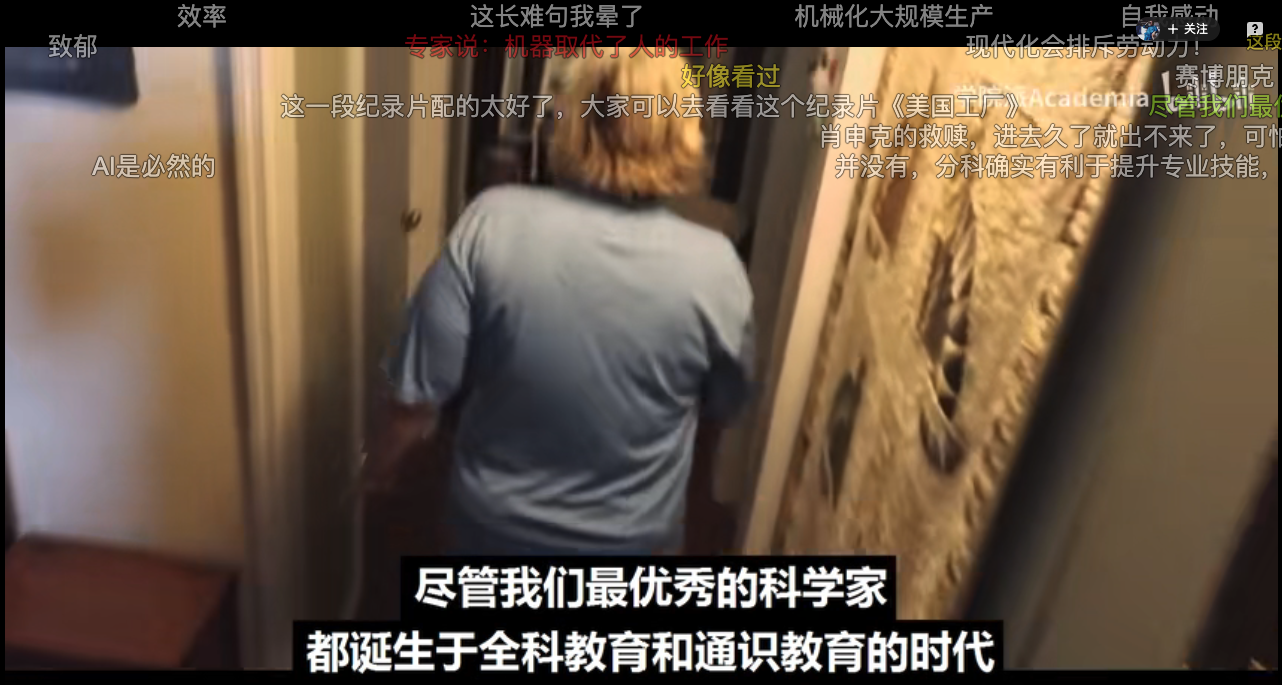 效率 这长难句我晕了 机械化大规模生产 自我感动
+ 关注
致郁 专家说：机器取代了人的工作 现代化会排斥劳动力！ 这段
好像看过 赛博朋克
这一段纪录片配的太好了，大家可以去看看这个纪录片《美国工厂》 Academia bilibili 尽管我们最优
肖申克的救赎，进去久了就出不来了，可怕
AI是必然的 并没有，分科确实有利于提升专业技能，
尽管我们最优秀的科学家
都诞生于全科教育和通识教育的时代